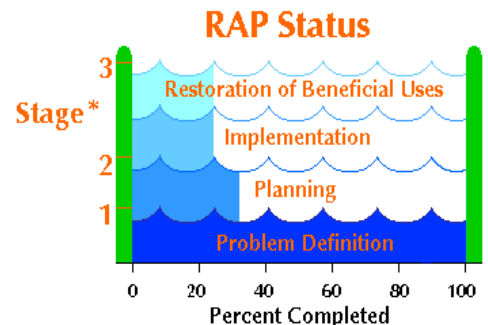 RAP Status
3
Restoration of Beneficial Uses
Stage*
Implementation
2
Planning
1
Problem Definition
0 20 40 60 80 100
Percent Completed